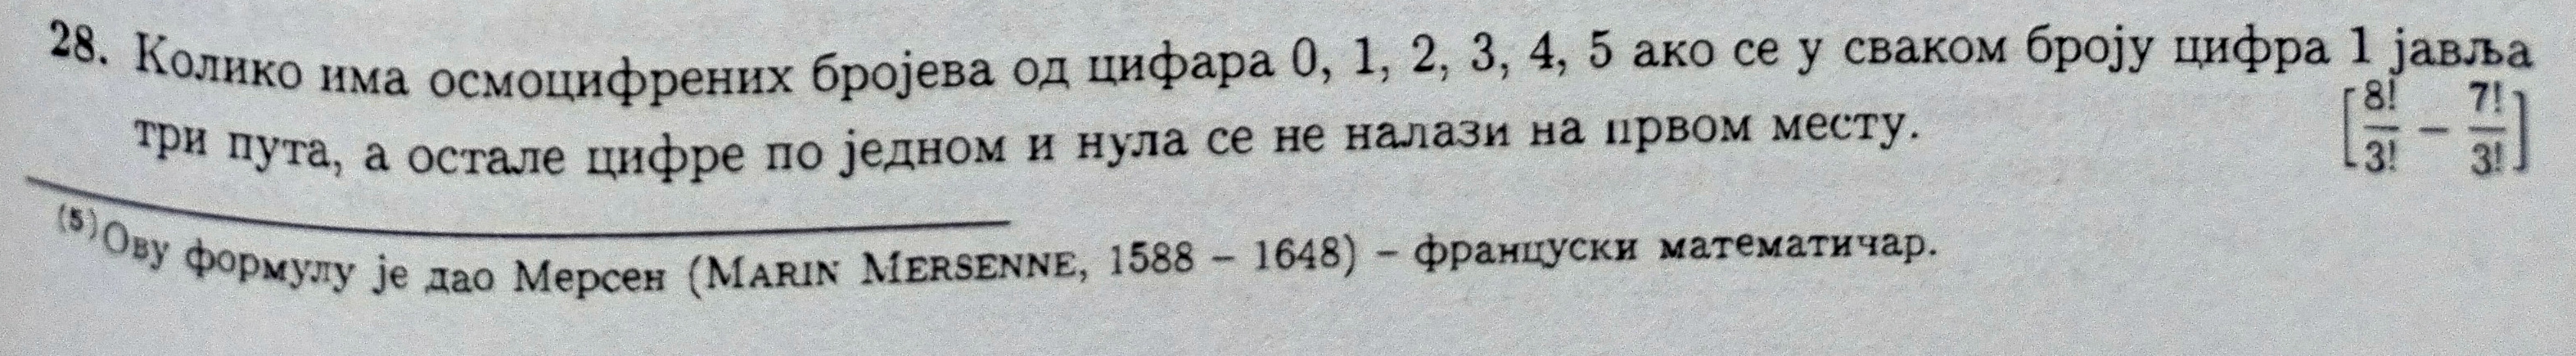 28. Колико има осмоцифрених бројева од цифара 0, 1, 2, 3, 4, 5 ако се у сваком броју цифра 1 јавља
три пута, а остале цифре по једном и нула се не налази на првом месту. [8!/3! − 7!/3!]
(5) Ову формулу је дао Мерсен (MARIN MERSENNE, 1588 – 1648) – француски математичар.